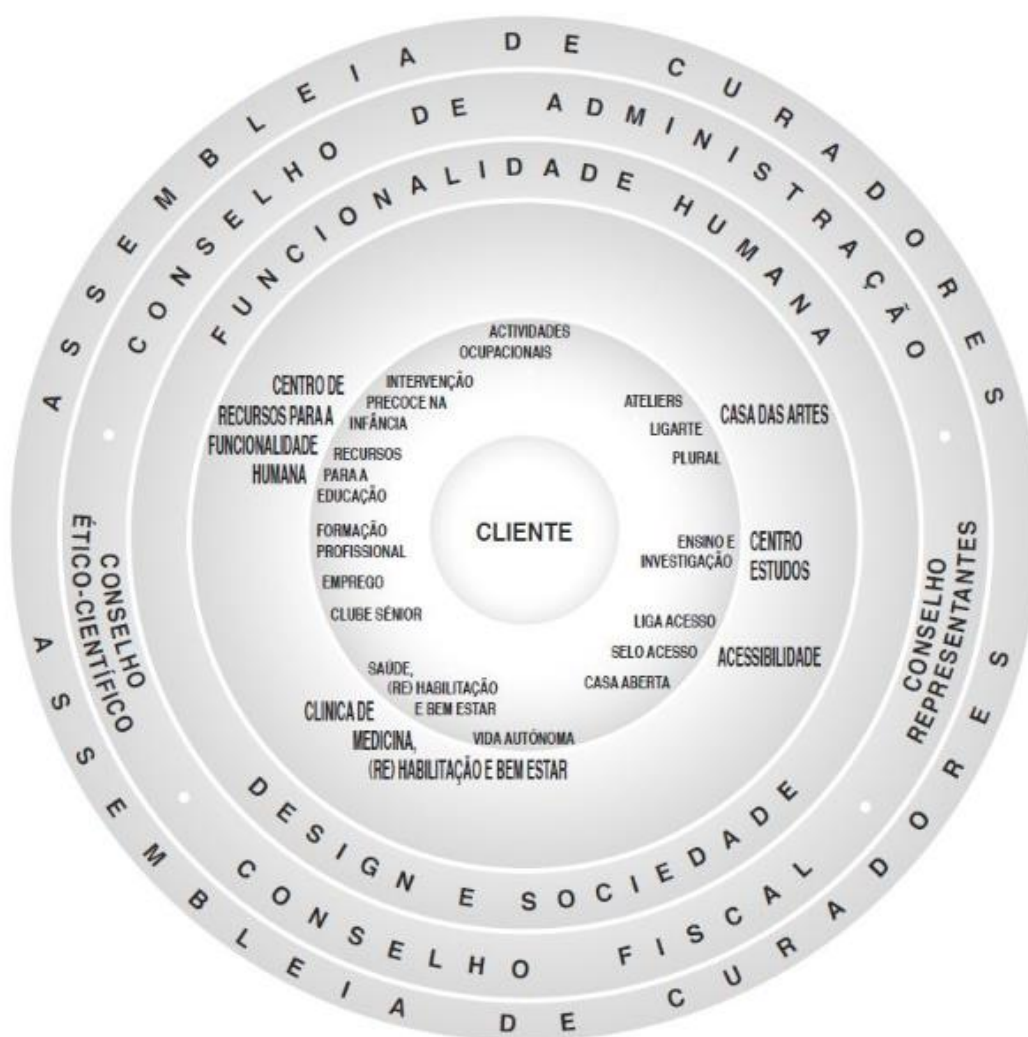 ASSEMBLEIA DE CURADORES
CONSELHO DE ADMINISTRAÇÃO
FUNCIONALIDADE HUMANA
ACTIVIDADES
OCUPACIONAIS
CENTRO DE
RECURSOS PARA A
FUNCIONALIDADE
HUMANA
INTERVENÇÃO
PRECOCE NA
INFÂNCIA
RECURSOS
PARA A
EDUCAÇÃO
FORMAÇÃO
PROFISSIONAL
EMPREGO
CLUBE SÉNIOR
ATELIERS
LIGARTE
PLURAL
CASA DAS ARTES
CLIENTE
ENSINO E
INVESTIGAÇÃO
CENTRO
ESTUDOS
LIGA ACESSO
SELO ACESSO
CASA ABERTA
ACESSIBILIDADE
SAÚDE,
(RE) HABILITAÇÃO
E BEM ESTAR
VIDA AUTÓNOMA
CLINICA DE
MEDICINA,
(RE) HABILITAÇÃO E BEM ESTAR
CONSELHO
ÉTICO-CIENTÍFICO
CONSELHO
REPRESENTANTES
DESIGN E SOCIEDADE
CONSELHO FISCAL
ASSEMBLEIA DE CURADORES